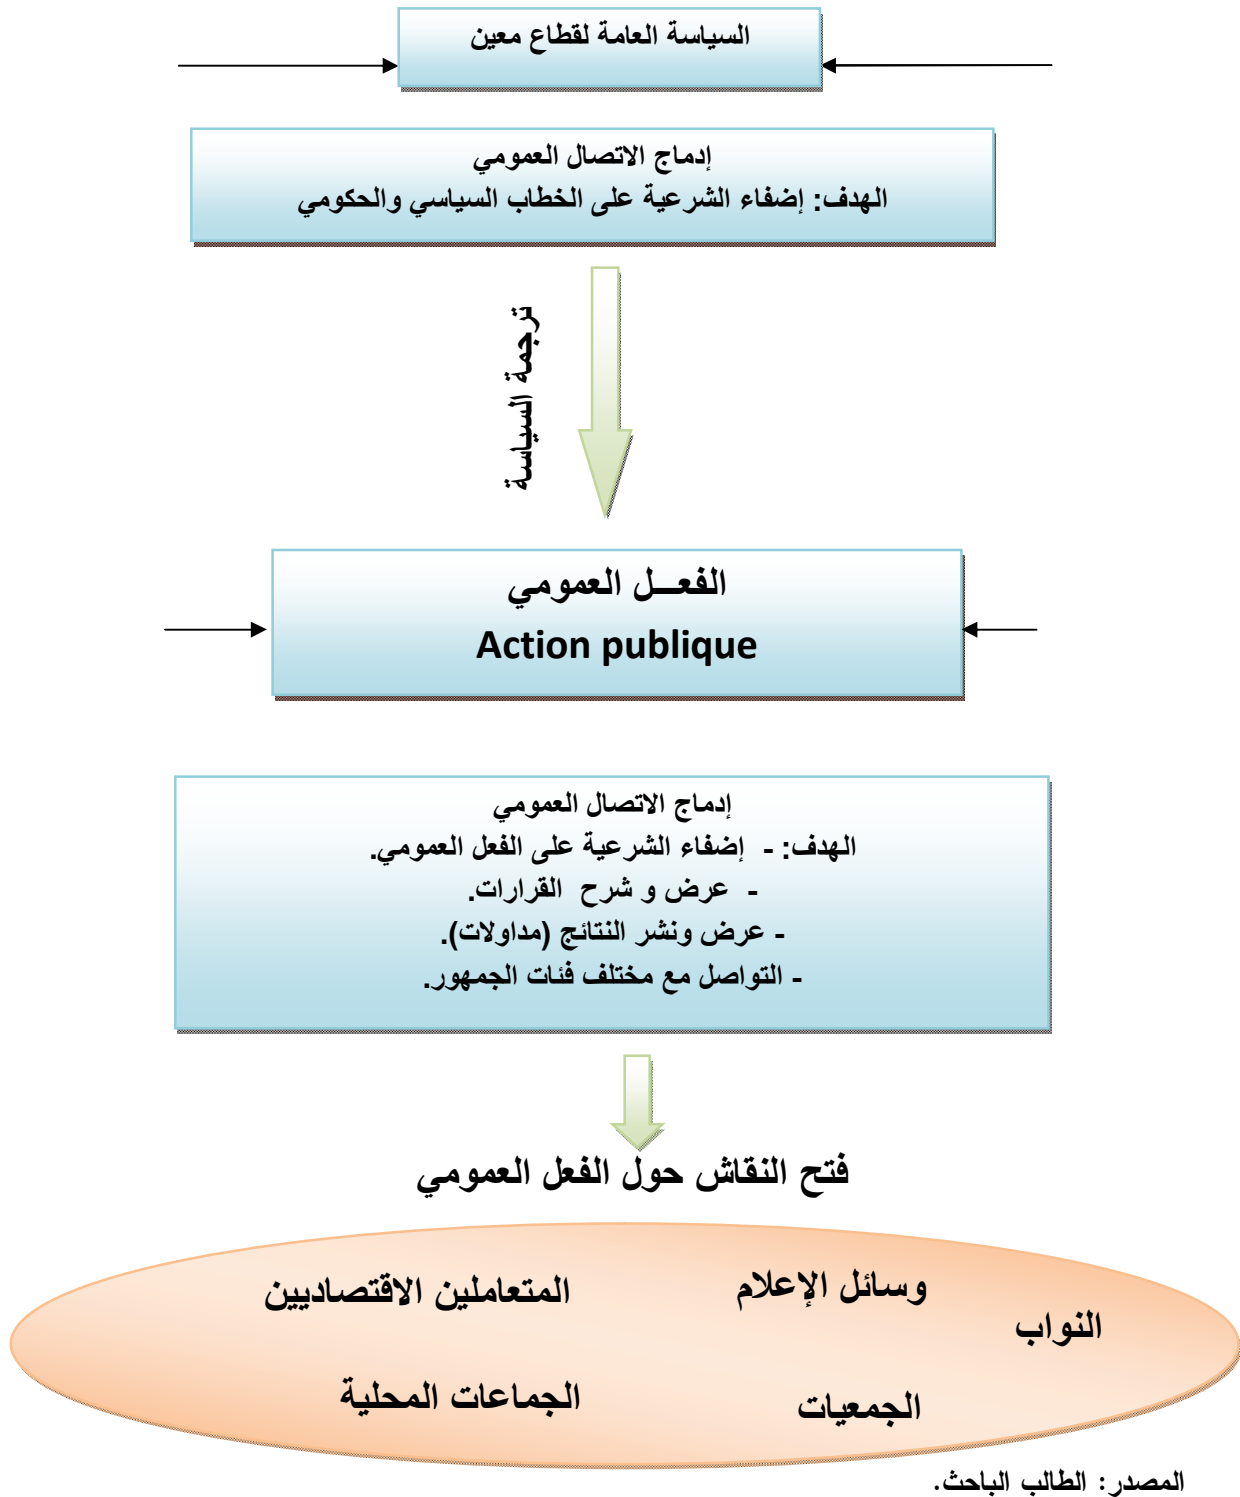 السياسة العامة لقطاع معين
إدماج الاتصال العمومي
الهدف: إضفاء الشرعية على الخطاب السياسي والحكومي
ترجمة السياسة
الفعــل العمومي
Action publique
إدماج الاتصال العمومي
الهدف: - إضفاء الشرعية على الفعل العمومي.
- عرض و شرح القرارات.
- عرض ونشر النتائج (مداولات).
- التواصل مع مختلف فئات الجمهور.
فتح النقاش حول الفعل العمومي
وسائل الإعلام
المتعاملين الاقتصاديين
النواب
الجمعيات
الجماعات المحلية
المصدر: الطالب الباحث.